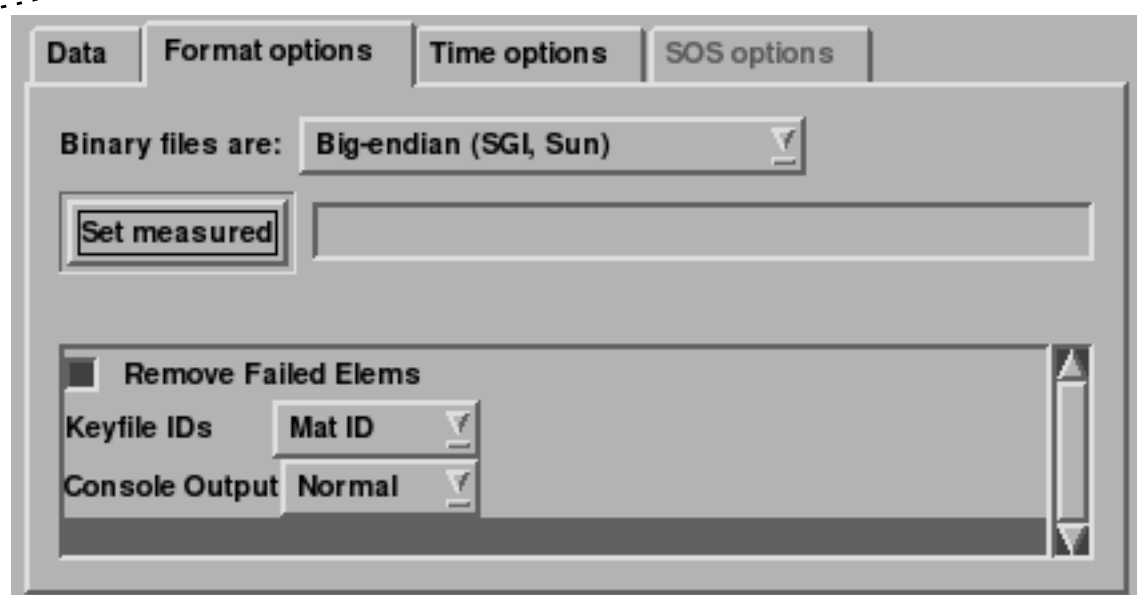 Data Format options Time options SOS options
Binary files are: Big-endian (SGI, Sun)
Set measured
Remove Failed Elems
Keyfile IDs Mat ID
Console Output Normal